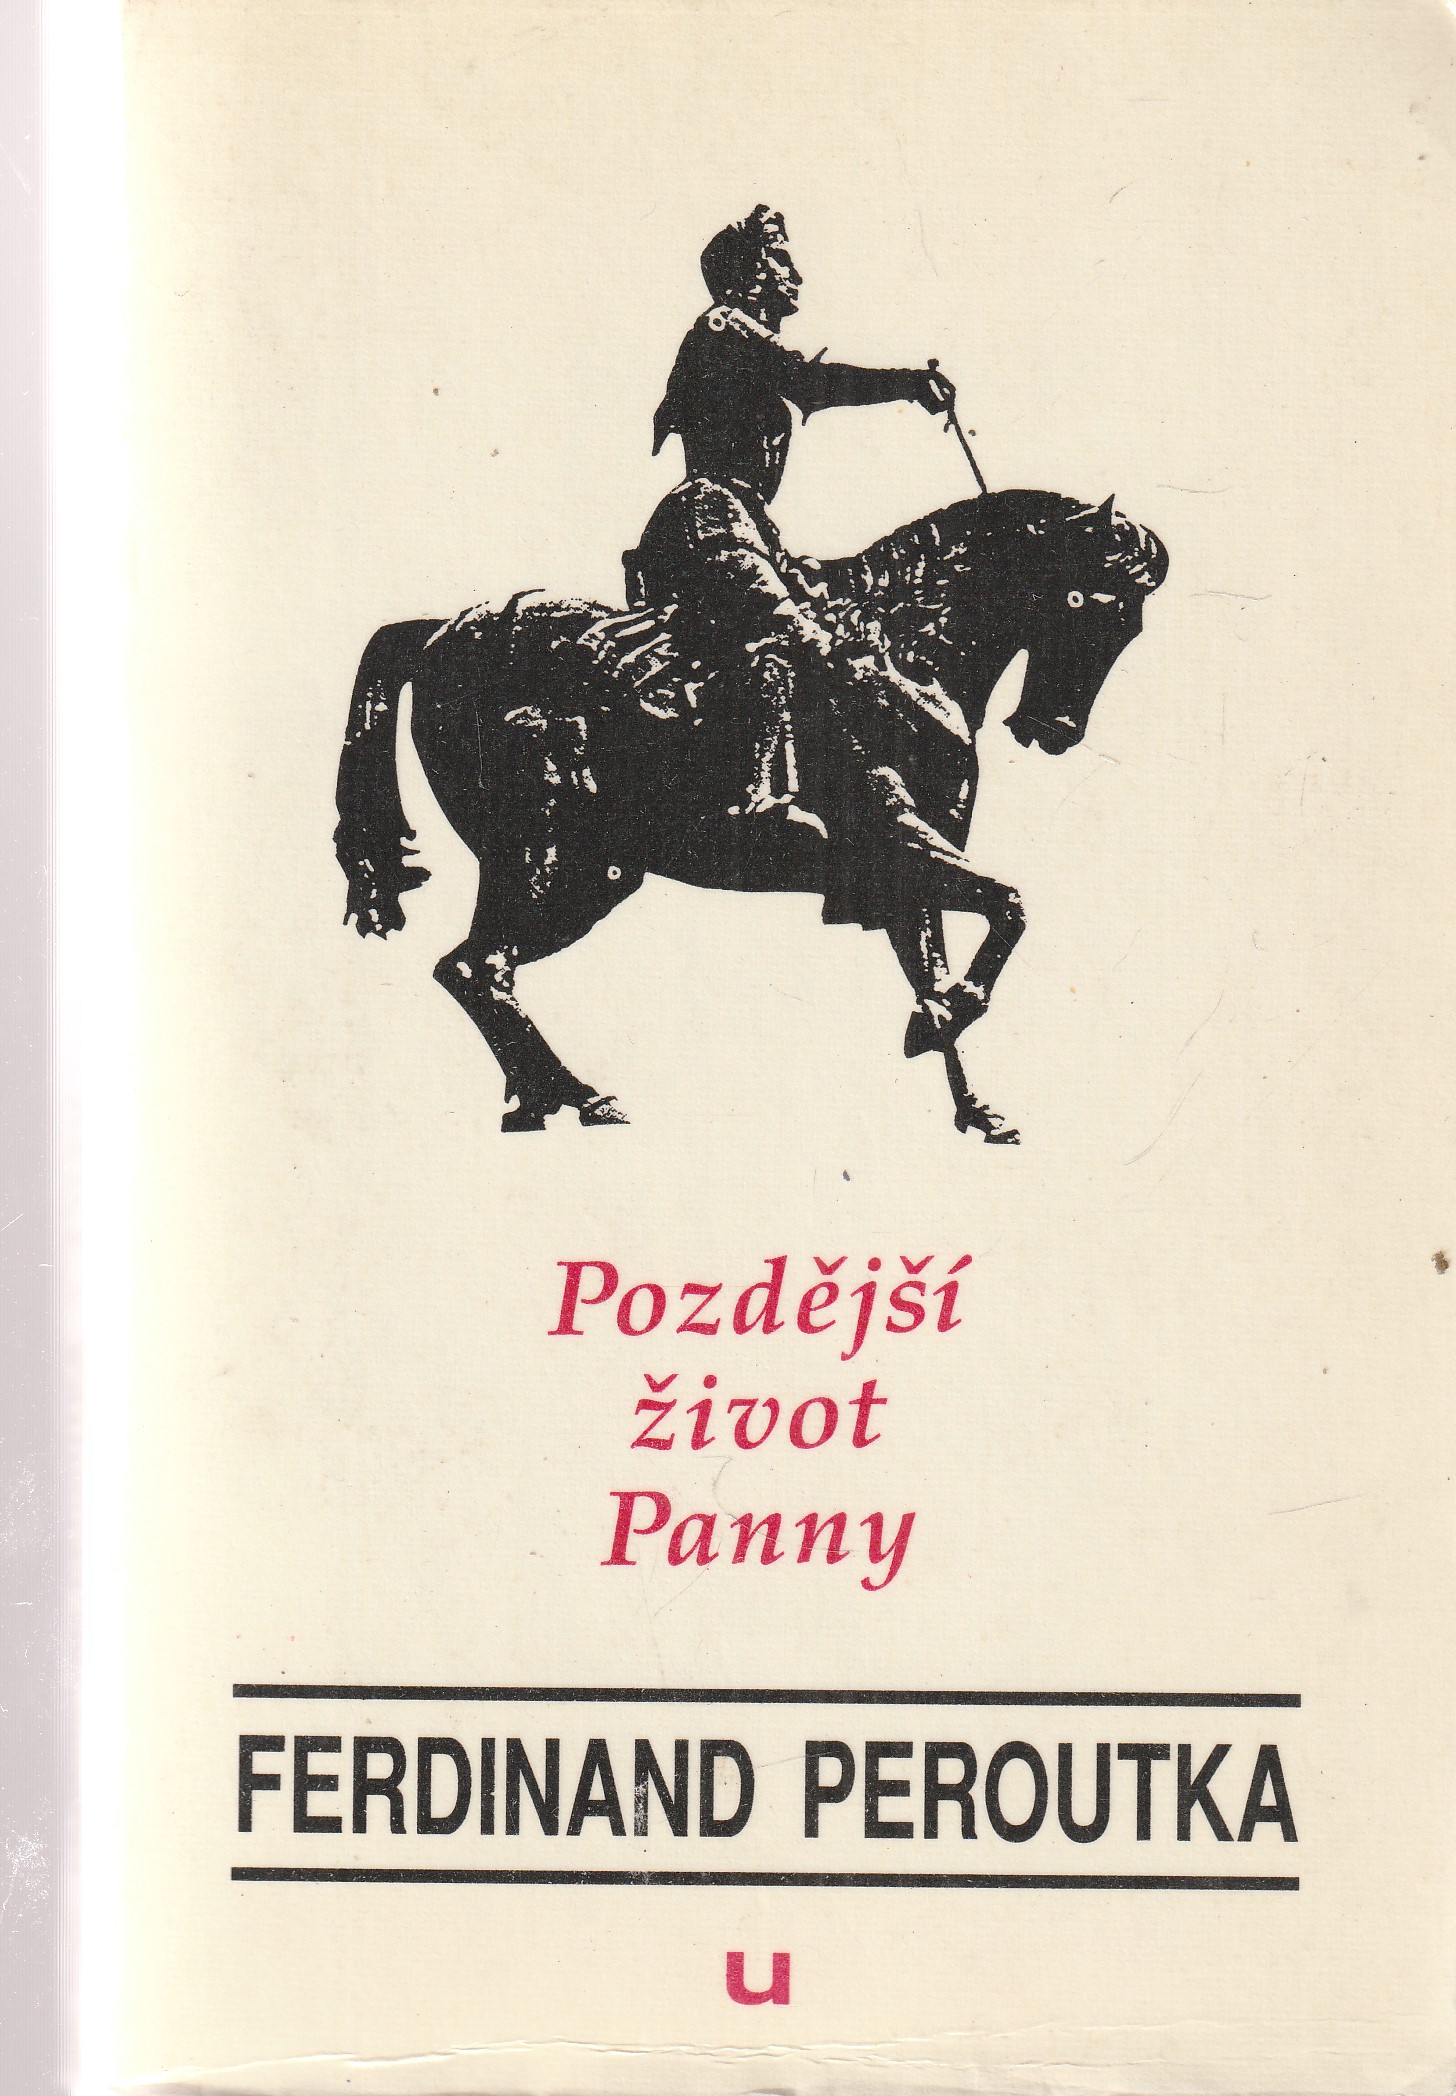 Pozdější
život
Panny
FERDINAND PEROUTKA
u